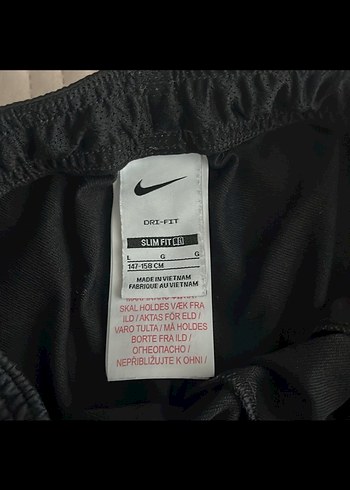 DRI-FIT
SLIM FIT
L G G
147-158 CM
MADE IN VIETNAM
FABRIQUE AU VIETNAM
SKAL HOLDES VÆK FRA
ILD / AKTAS FÖR ELD /
VARO TULTA / MÅ HOLDES
BORTE FRA ILD /
ОГНЕОПАСНО /
NEPŘIBLIŽUJTE K OHNI /